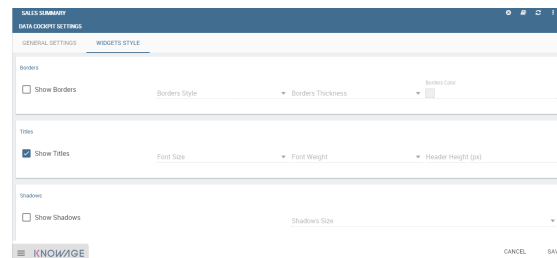 SALES SUMMARY
DATA COCKPIT SETTINGS
GENERAL SETTINGS WIDGETS STYLE
Borders
Show Borders Borders Style Borders Thickness Borders Color
Titles
Show Titles Font Size Font Weight Header Height (px)
Shadows
Show Shadows Shadows Size
KNOWAGE CANCEL SAV